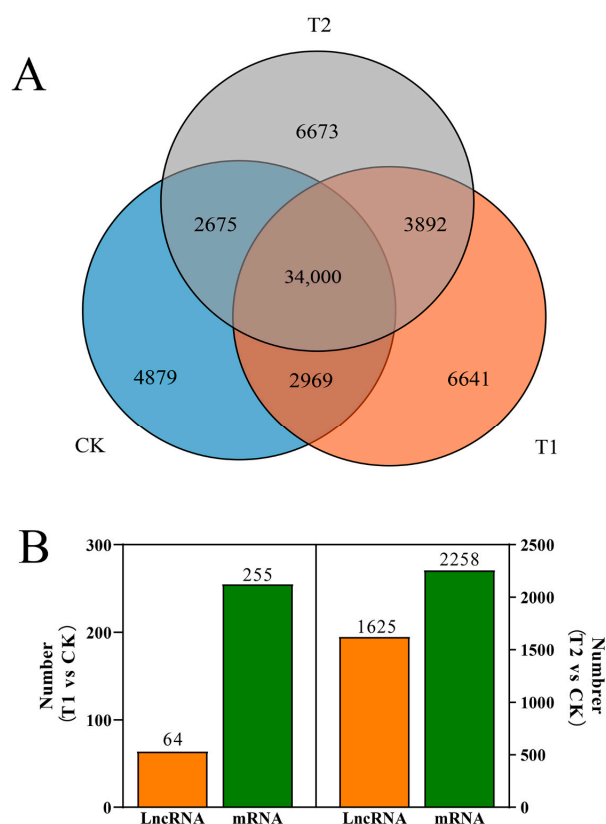 T2
A
6673
2675
3892
34,000
4879
2969
6641
CK
T1
B
300
200
100
0
Number
(T1 vs CK)
64
255
1625
2258
2500
2000
1500
1000
500
0
Numbrer
(T2 vs CK)
LncRNA
mRNA
LncRNA
mRNA